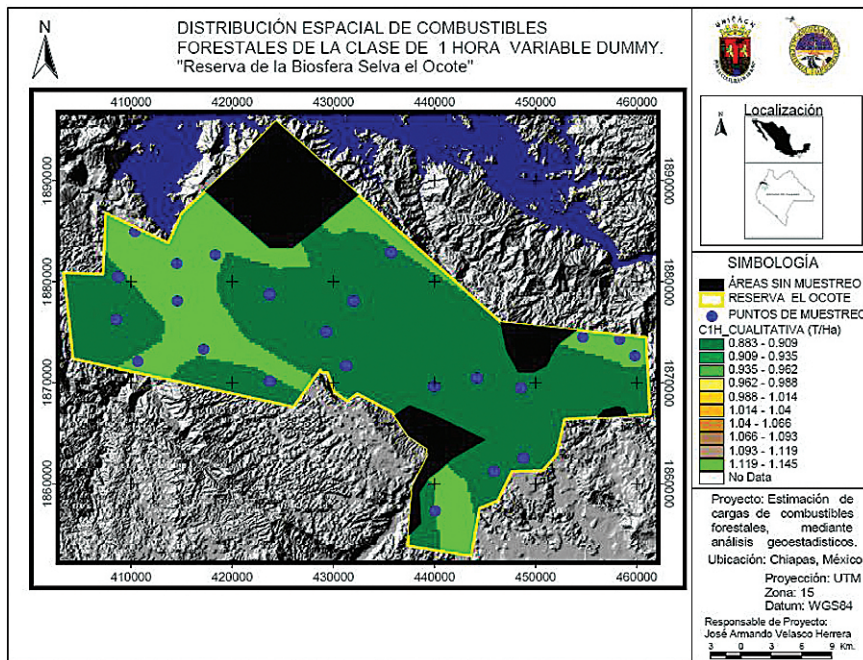 DISTRIBUCIÓN ESPACIAL DE COMBUSTIBLES
FORESTALES DE LA CLASE DE 1 HORA VARIABLE DUMMY.
"Reserva de la Biosfera Selva el Ocote"
N
UNICACH
410000 420000 430000 440000 450000 460000
1890000
1880000
1870000
1860000
1890000
1880000
1870000
1860000
410000 420000 430000 440000 450000 460000
Localización
N
SIMBOLOGÍA
ÁREAS SIN MUESTREO
RESERVA EL OCOTE
PUNTOS DE MUESTREO
C1H_CUALITATIVA (T/Ha)
0.883 - 0.909
0.909 - 0.935
0.935 - 0.962
0.962 - 0.988
0.988 - 1.014
1.014 - 1.04
1.04 - 1.066
1.066 - 1.093
1.093 - 1.119
1.119 - 1.145
No Data
Proyecto: Estimación de
cargas de combustibles
forestales, mediante
análisis geoestadisticos.
Ubicación: Chiapas, México
Proyección: UTM
Zona: 15
Datum: WGS84
Responsable de Proyecto:
José Armando Velasco Herrera
3 0 3 6 9 Km.